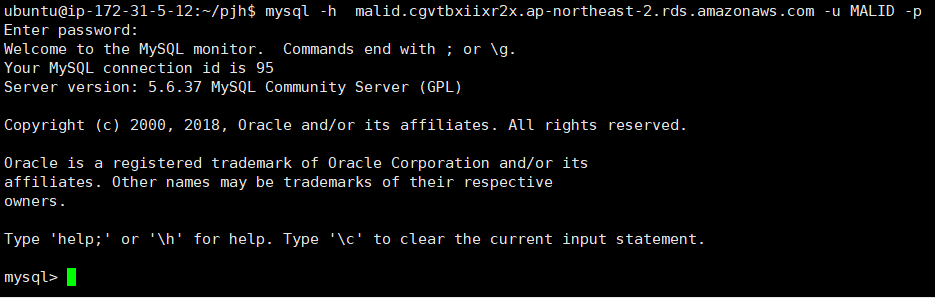 ubuntu@ip-172-31-5-12:~/pjh$ mysql -h  malid.cgvtbxiixr2x.ap-northeast-2.rds.amazonaws.com -u MALID -p
Enter password:
Welcome to the MySQL monitor.  Commands end with ; or \g.
Your MySQL connection id is 95
Server version: 5.6.37 MySQL Community Server (GPL)
Copyright (c) 2000, 2018, Oracle and/or its affiliates. All rights reserved.
Oracle is a registered trademark of Oracle Corporation and/or its
affiliates. Other names may be trademarks of their respective
owners.
Type 'help;' or '\h' for help. Type '\c' to clear the current input statement.
mysql>